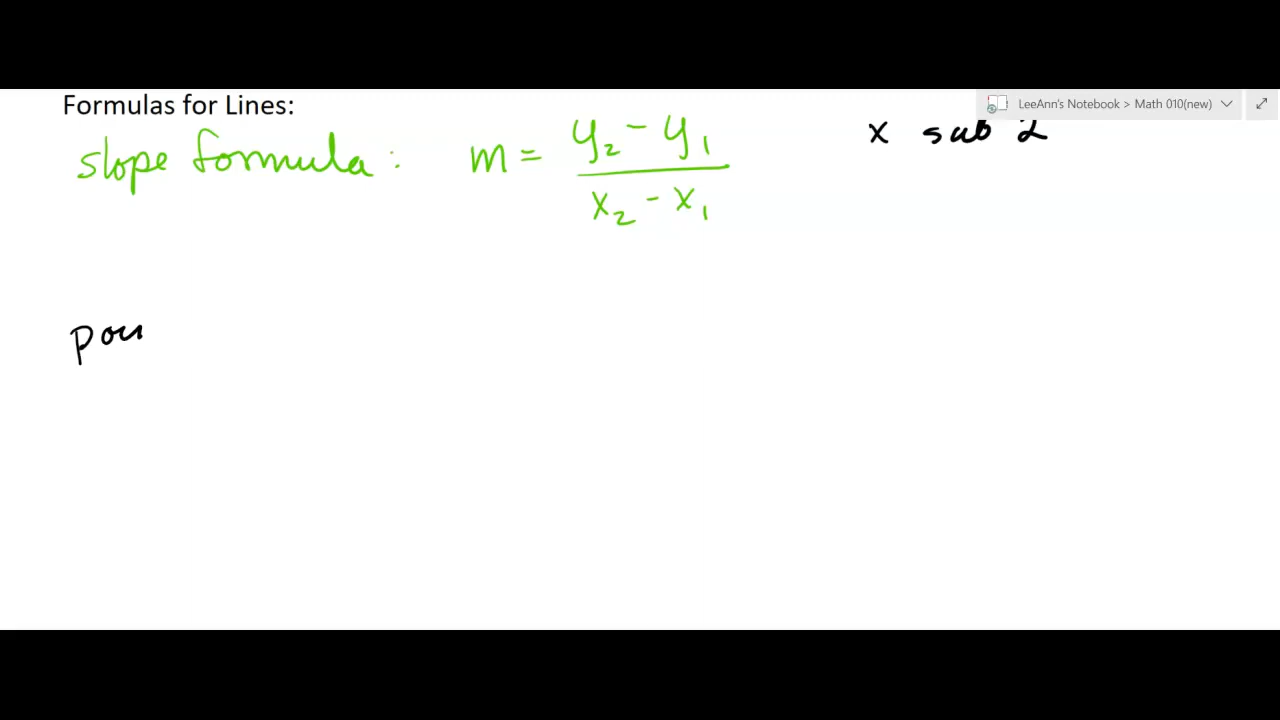 Formulas for Lines:
LeeAnn's Notebook > Math 010(new)
slope formula: m = y₂ - y₁ / x₂ - x₁
x sub 2
poi